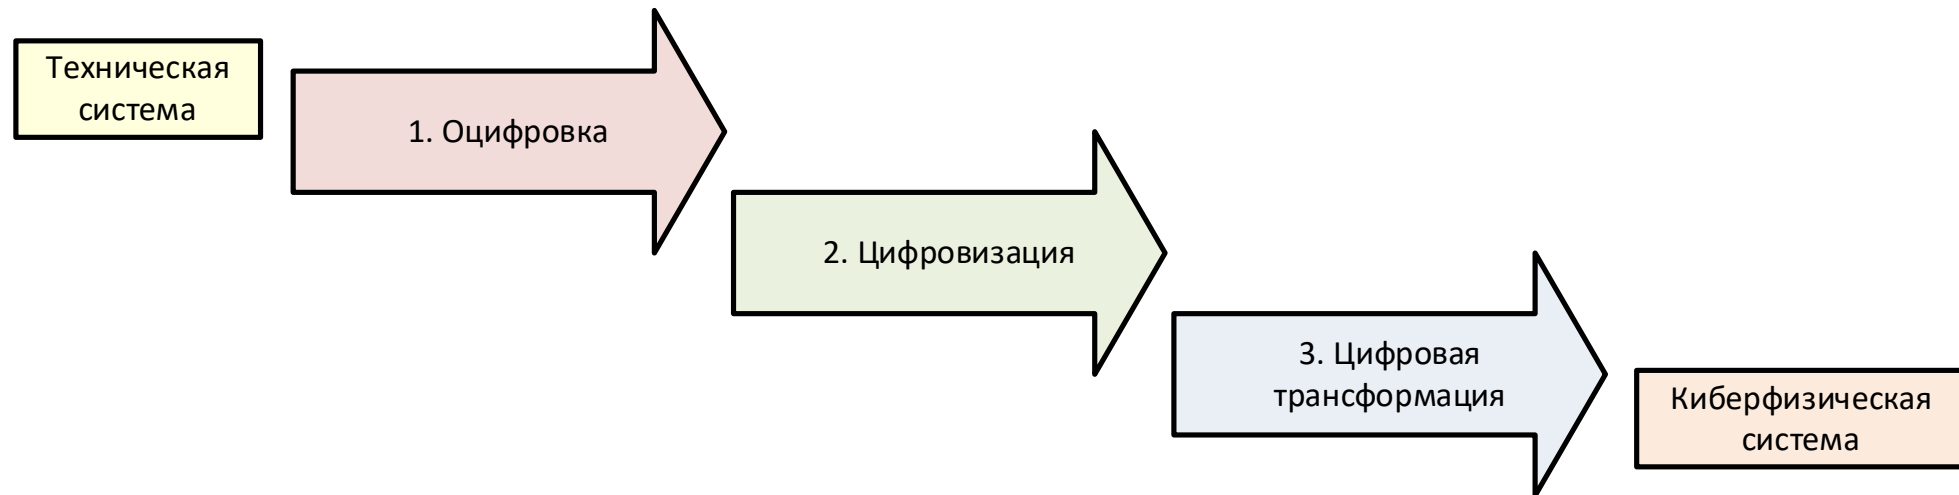 Техническая
система
1. Оцифровка
2. Цифровизация
3. Цифровая
трансформация
Киберфизическая
система